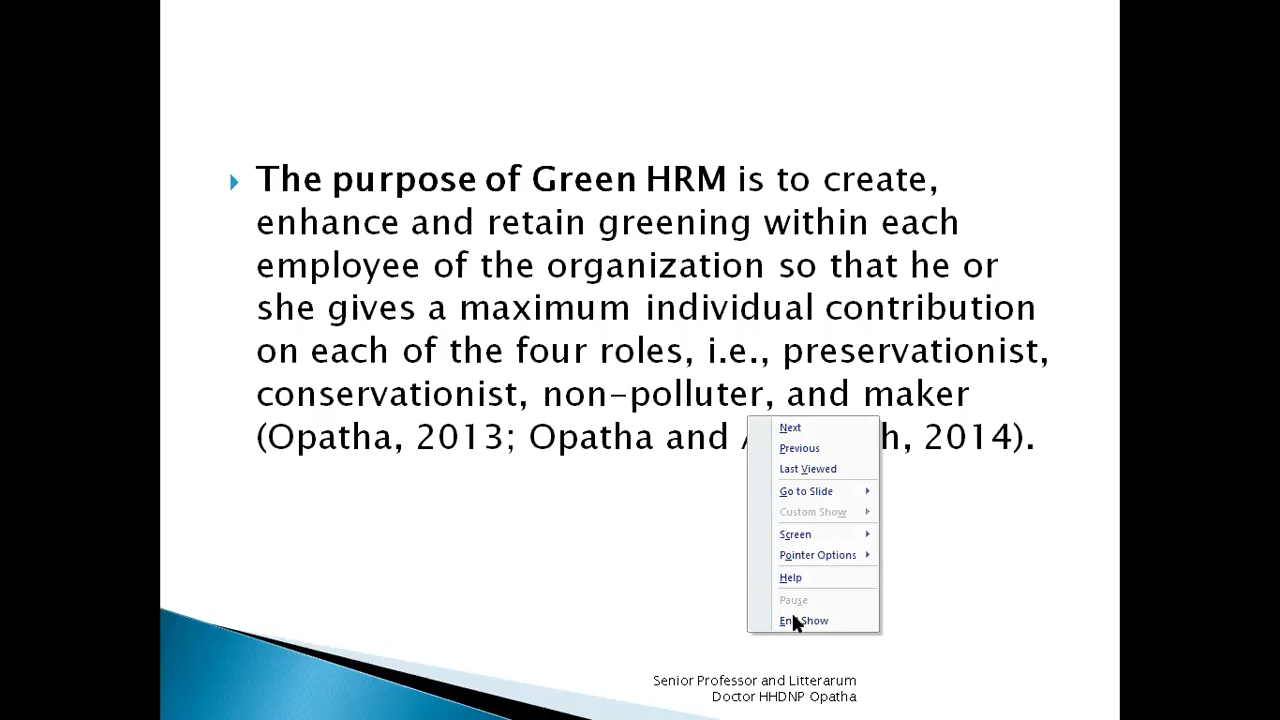 The purpose of Green HRM is to create,
enhance and retain greening within each
employee of the organization so that he or
she gives a maximum individual contribution
on each of the four roles, i.e., preservationist,
conservationist, non-polluter, and maker
(Opatha, 2013; Opatha and h, 2014).
Next
Previous
Last Viewed
Go to Slide
Custom Show
Screen
Pointer Options
Help
Pause
End Show
Senior Professor and Litterarum
Doctor HHDNP Opatha